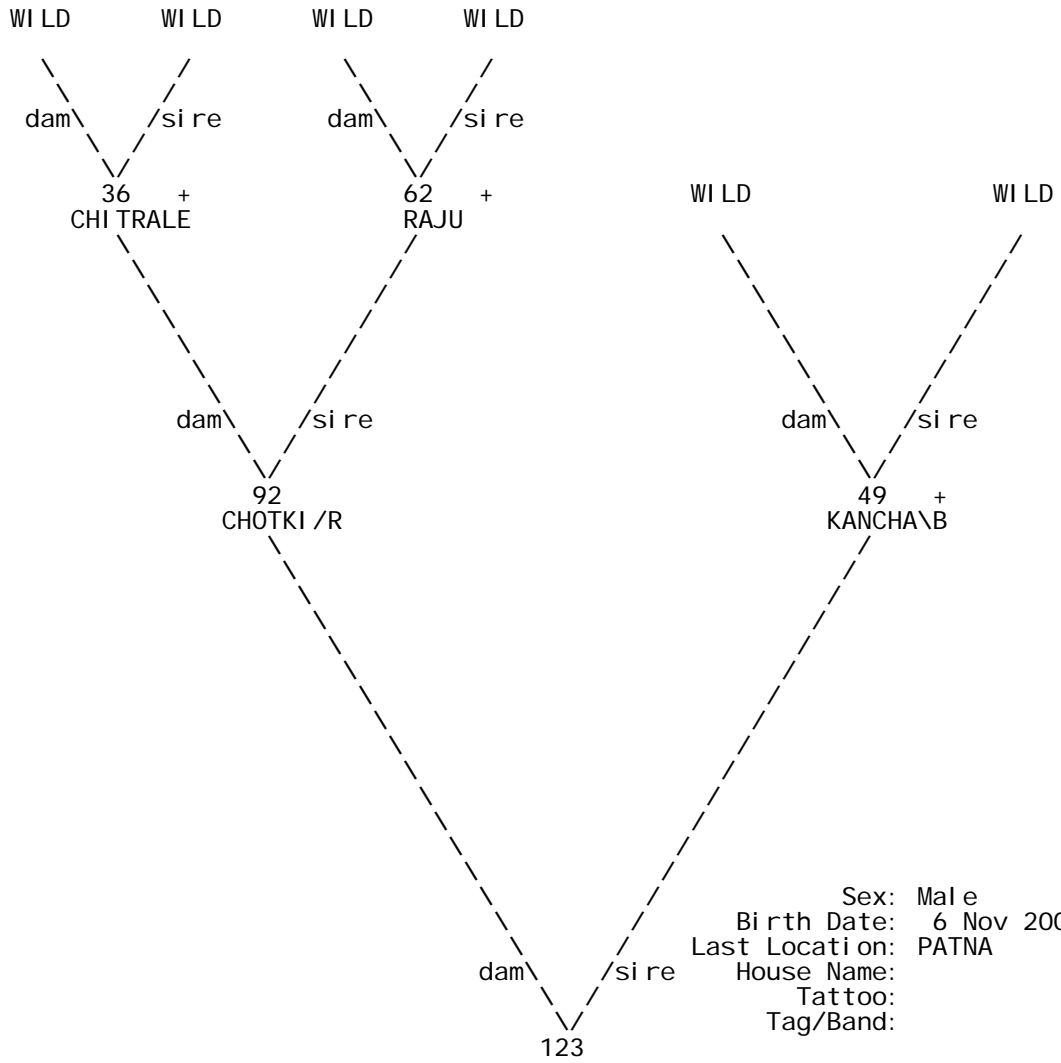 WILD WILD WILD WILD
dam sire dam sire
36 + 62 + WILD WILD
CHITRALE RAJU
dam sire dam sire
92 49 +
CHOTKI/R KANCHA\B
Sex: Male
Birth Date: 6 Nov 200
Last Location: PATNA
dam sire House Name:
Tattoo:
Tag/Band:
123